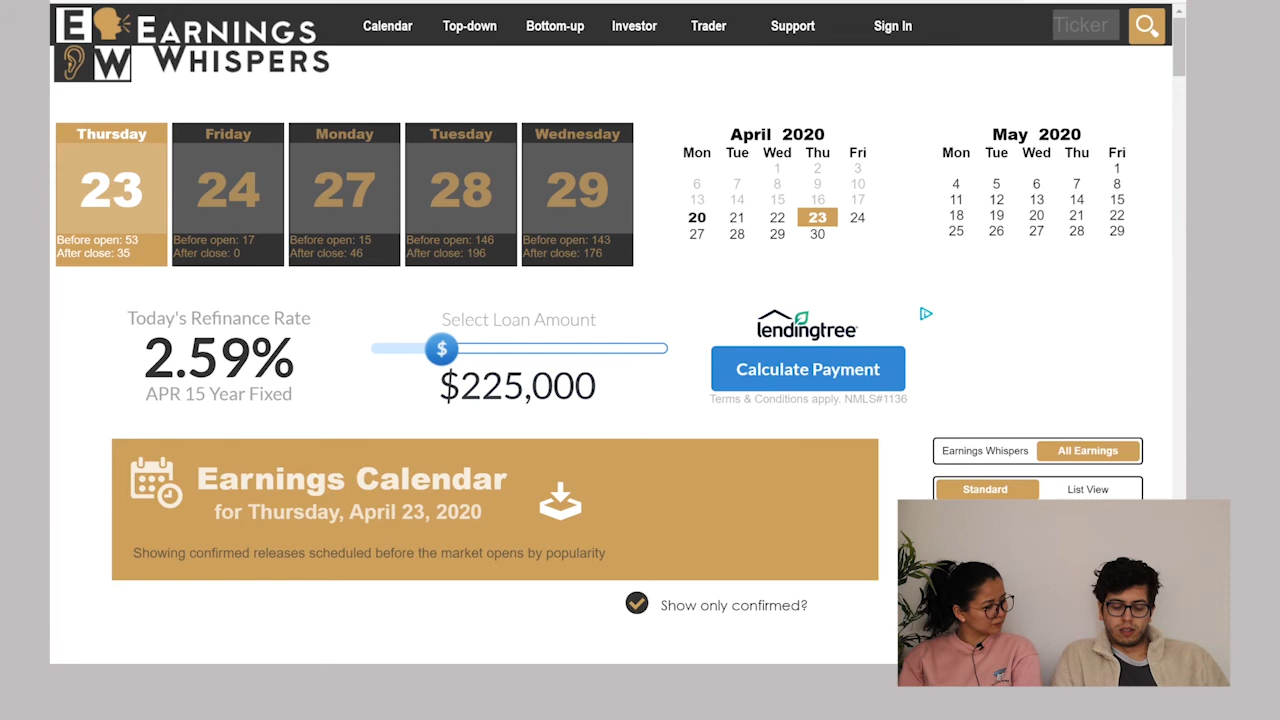 E
EARNINGS
W
WHISPERS
Calendar Top-down Bottom-up Investor Trader Support Sign In
Ticker
Thursday
23
Before open: 53
After close: 35
Friday
24
Before open: 17
After close: 0
Monday
27
Before open: 15
After close: 46
Tuesday
28
Before open: 146
After close: 196
Wednesday
29
Before open: 143
After close: 176
April 2020
Mon Tue Wed Thu Fri
1 2 3
6 7 8 9 10
13 14 15 16 17
20 21 22 23 24
27 28 29 30
May 2020
Mon Tue Wed Thu Fri
1
4 5 6 7 8
11 12 13 14 15
18 19 20 21 22
25 26 27 28 29
Today's Refinance Rate
2.59%
APR 15 Year Fixed
Select Loan Amount
$
$225,000
lendingtree
Calculate Payment
Terms & Conditions apply. NMLS#1136
Earnings Calendar
for Thursday, April 23, 2020
Showing confirmed releases scheduled before the market opens by popularity
Earnings Whispers All Earnings
Standard List View
Show only confirmed?